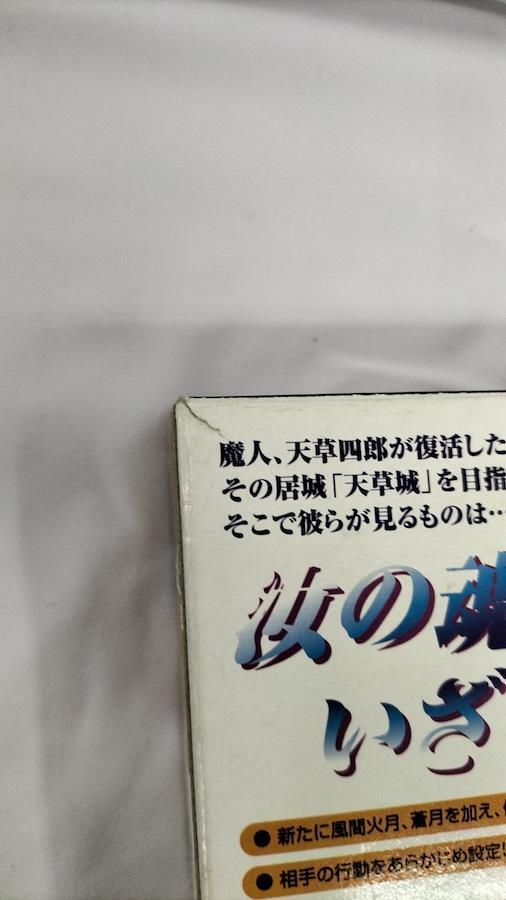 魔人、天草四郎が復活した
その居城「天草城」を目指
そこで彼らが見るものは…
汝の魂
いざ
●新たに風間火月、蒼月を加え、
●相手の行動をあらかじめ設定